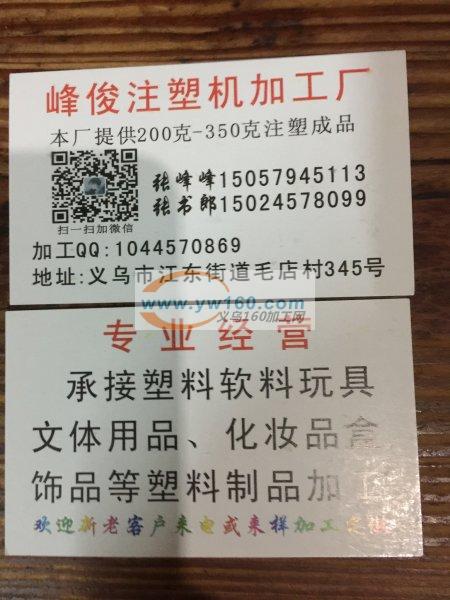 峰俊注塑机加工厂
本厂提供200克-350克注塑成品
张峰峰15057945113
张书郎15024578099
扫一扫加微信
加工QQ:1044570869
地址:义乌市江东街道毛店村345号
www.yw160.com
义乌160加工网
专业经营
承接塑料软料玩具
文体用品、化妆品盒
饰品等塑料制品加工
欢迎新老客户来电或来样加工